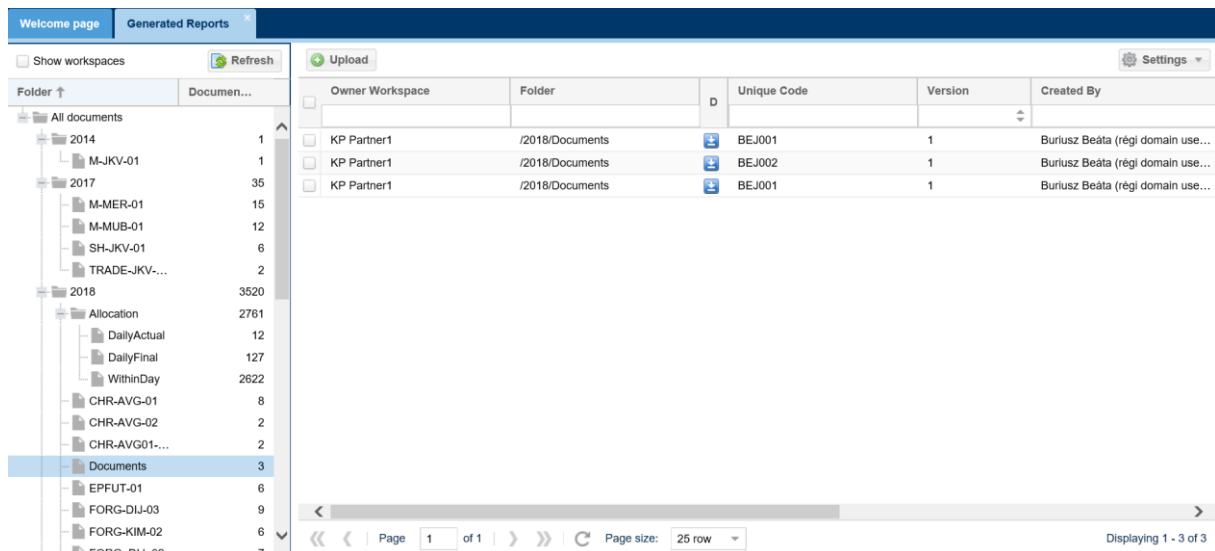 Welcome page Generated Reports
Show workspaces Refresh Upload Settings
Folder Documen... Owner Workspace Folder D Unique Code Version Created By
All documents
2014 1 KP Partner1 /2018/Documents BEJ001 1 Buriusz Beáta (régi domain use...
M-JKV-01 1 KP Partner1 /2018/Documents BEJ002 1 Buriusz Beáta (régi domain use...
2017 35 KP Partner1 /2018/Documents BEJ001 1 Buriusz Beáta (régi domain use...
M-MER-01 15
M-MUB-01 12
SH-JKV-01 6
TRADE-JKV-... 2
2018 3520
Allocation 2761
DailyActual 12
DailyFinal 127
WithinDay 2622
CHR-AVG-01 8
CHR-AVG-02 2
CHR-AVG01-... 2
Documents 3
EPFUT-01 6
FORG-DIJ-03 9
FORG-KIM-02 6
Page 1 of 1 Page size: 25 row Displaying 1 - 3 of 3